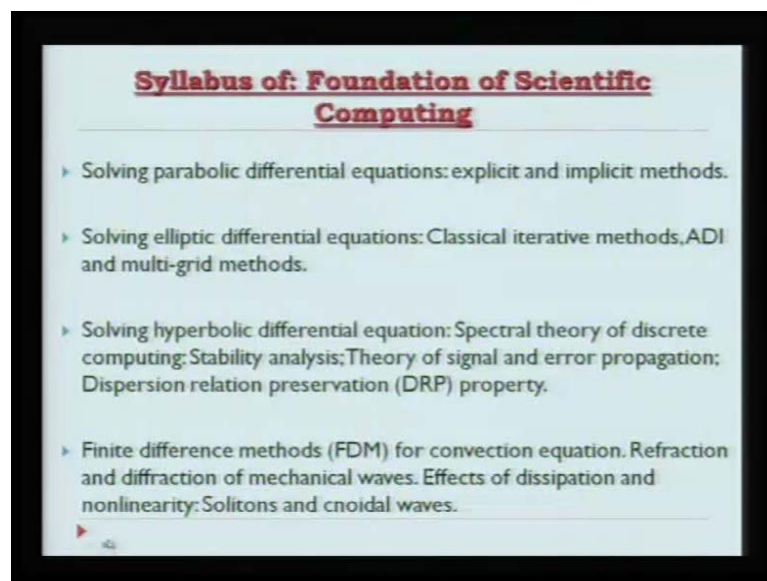 Syllabus of: Foundation of Scientific
Computing
Solving parabolic differential equations: explicit and implicit methods.
Solving elliptic differential equations: Classical iterative methods, ADI
and multi-grid methods.
Solving hyperbolic differential equation: Spectral theory of discrete
computing: Stability analysis; Theory of signal and error propagation;
Dispersion relation preservation (DRP) property.
Finite difference methods (FDM) for convection equation. Refraction
and diffraction of mechanical waves. Effects of dissipation and
nonlinearity: Solitons and cnoidal waves.